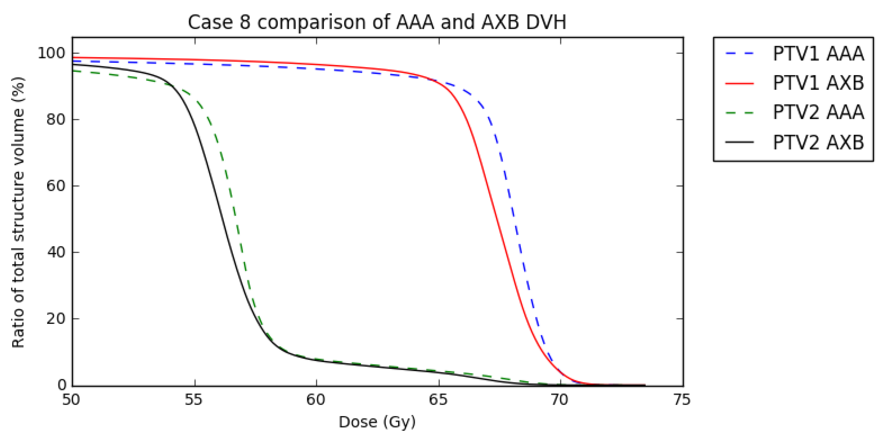 Case 8 comparison of AAA and AXB DVH
PTV1 AAA
PTV1 AXB
PTV2 AAA
PTV2 AXB
Ratio of total structure volume (%)
100
80
60
40
20
0
50
55
60
65
70
75
Dose (Gy)